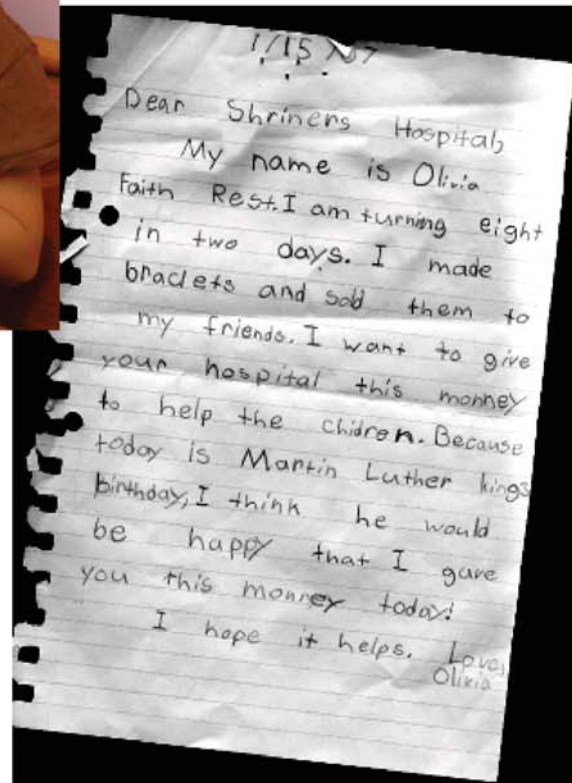 1/15/07
Dear Shriners Hospital,
My name is Olivia
Faith Rest. I am turning eight
in two days. I made
braclets and sold them to
my friends. I want to give
your hospital this monney
to help the chidren. Because
today is Martin Luther kings
birthday, I think he would
be happy that I gave
you this monney today!
I hope it helps. Love,
Olivia